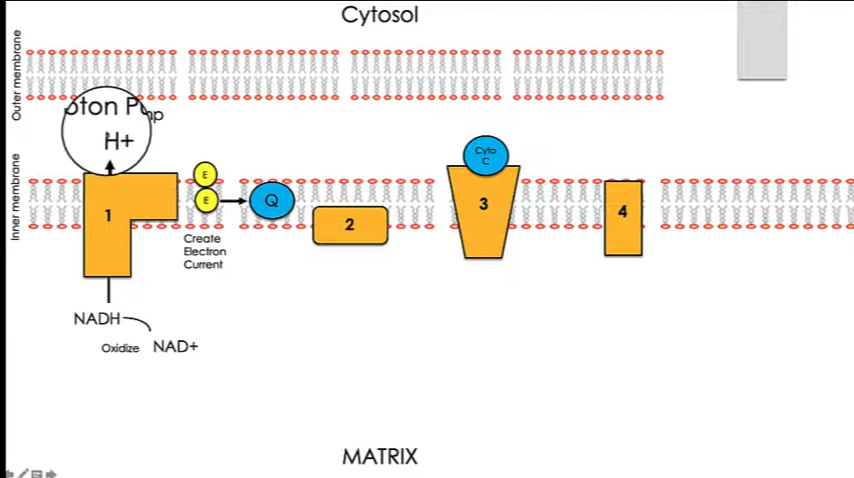 Cytosol
Outer membrane
H+
Cyto
C
E
E
Q
1
2
3
4
Inner membrane
Create
Electron
Current
NADH
Oxidize NAD+
MATRIX